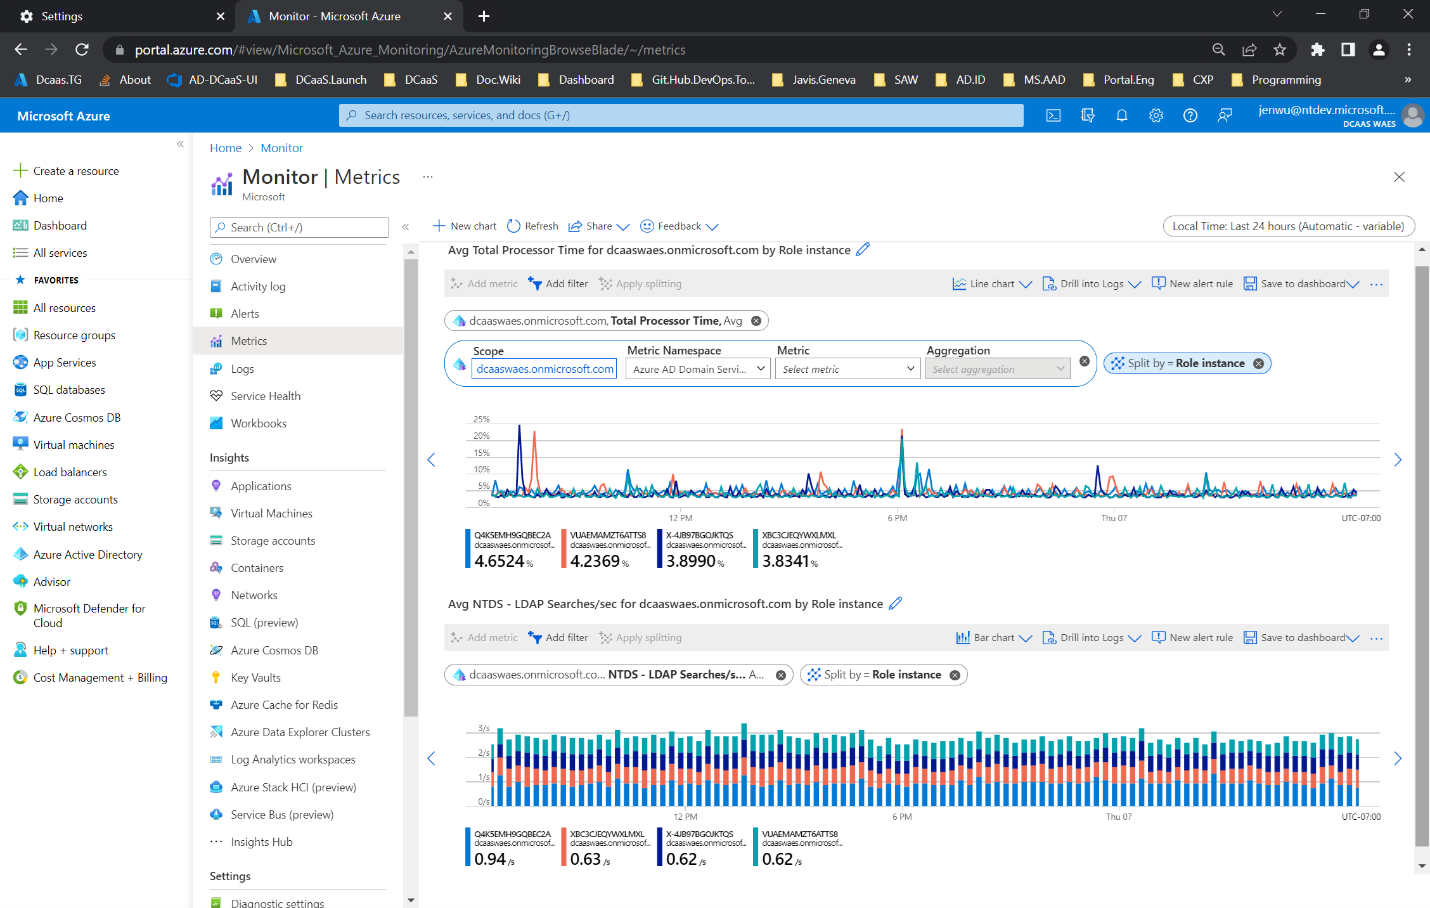 Settings
Monitor - Microsoft Azure
portal.azure.com/#view/Microsoft_Azure_Monitoring/AzureMonitoringBrowseBlade/~/metrics
Dcaas.TG
About
AD-DCaaS-UI
DCaaS.Launch
DCaaS
Doc.Wiki
Dashboard
Git.Hub.DevOps.To...
Javis.Geneva
SAW
AD.ID
MS.AAD
Portal.Eng
CXP
Programming
»
Microsoft Azure
Search resources, services, and docs (G+/)
jenwu@ntdev.microsoft....
DCAAS WAES
«
Create a resource
Home
Dashboard
All services
FAVORITES
All resources
Resource groups
App Services
SQL databases
Azure Cosmos DB
Virtual machines
Load balancers
Storage accounts
Virtual networks
Azure Active Directory
Advisor
Microsoft Defender for
Cloud
Help + support
Cost Management + Billing
Home > Monitor
Monitor | Metrics ...
Microsoft
Search (Ctrl+/)
«
Overview
Activity log
Alerts
Metrics
Logs
Service Health
Workbooks
Insights
Applications
Virtual Machines
Storage accounts
Containers
Networks
SQL (preview)
Azure Cosmos DB
Key Vaults
Azure Cache for Redis
Azure Data Explorer Clusters
Log Analytics workspaces
Azure Stack HCI (preview)
Service Bus (preview)
Insights Hub
Settings
Diagnostic settings
New chart
Refresh
Share
Feedback
Local Time: Last 24 hours (Automatic - variable)
Avg Total Processor Time for dcaaswaes.onmicrosoft.com by Role instance
Add metric
Add filter
Apply splitting
Line chart
Drill into Logs
New alert rule
Save to dashboard
...
dcaaswaes.onmicrosoft.com, Total Processor Time, Avg
Scope
Metric Namespace
Metric
Aggregation
dcaaswaes.onmicrosoft.com
Azure AD Domain Servi...
Select metric
Select aggregation
Split by = Role instance
25%
20%
15%
10%
5%
0%
12 PM
6 PM
Thu 07
UTC-07:00
Q4K5EMH9GQBEC2A
dcaaswaes.onmicrosof...
4.6524 %
VUAEMAMZT6ATTS8
dcaaswaes.onmicrosof...
4.2369 %
X-4JB97BGOJKTQS
dcaaswaes.onmicrosof...
3.8990 %
XBC3CJEQYWXLMXL
dcaaswaes.onmicrosof...
3.8341 %
Avg NTDS - LDAP Searches/sec for dcaaswaes.onmicrosoft.com by Role instance
Add metric
Add filter
Apply splitting
Bar chart
Drill into Logs
New alert rule
Save to dashboard
...
dcaaswaes.onmicrosoft.co... NTDS - LDAP Searches/s... A...
Split by = Role instance
3/s
2/s
1/s
0/s
12 PM
6 PM
Thu 07
UTC-07:00
Q4K5EMH9GQBEC2A
dcaaswaes.onmicrosof...
0.94 /s
XBC3CJEQYWXLMXL
dcaaswaes.onmicrosof...
0.63 /s
X-4JB97BGOJKTQS
dcaaswaes.onmicrosof...
0.62 /s
VUAEMAMZT6ATTS8
dcaaswaes.onmicrosof...
0.62 /s